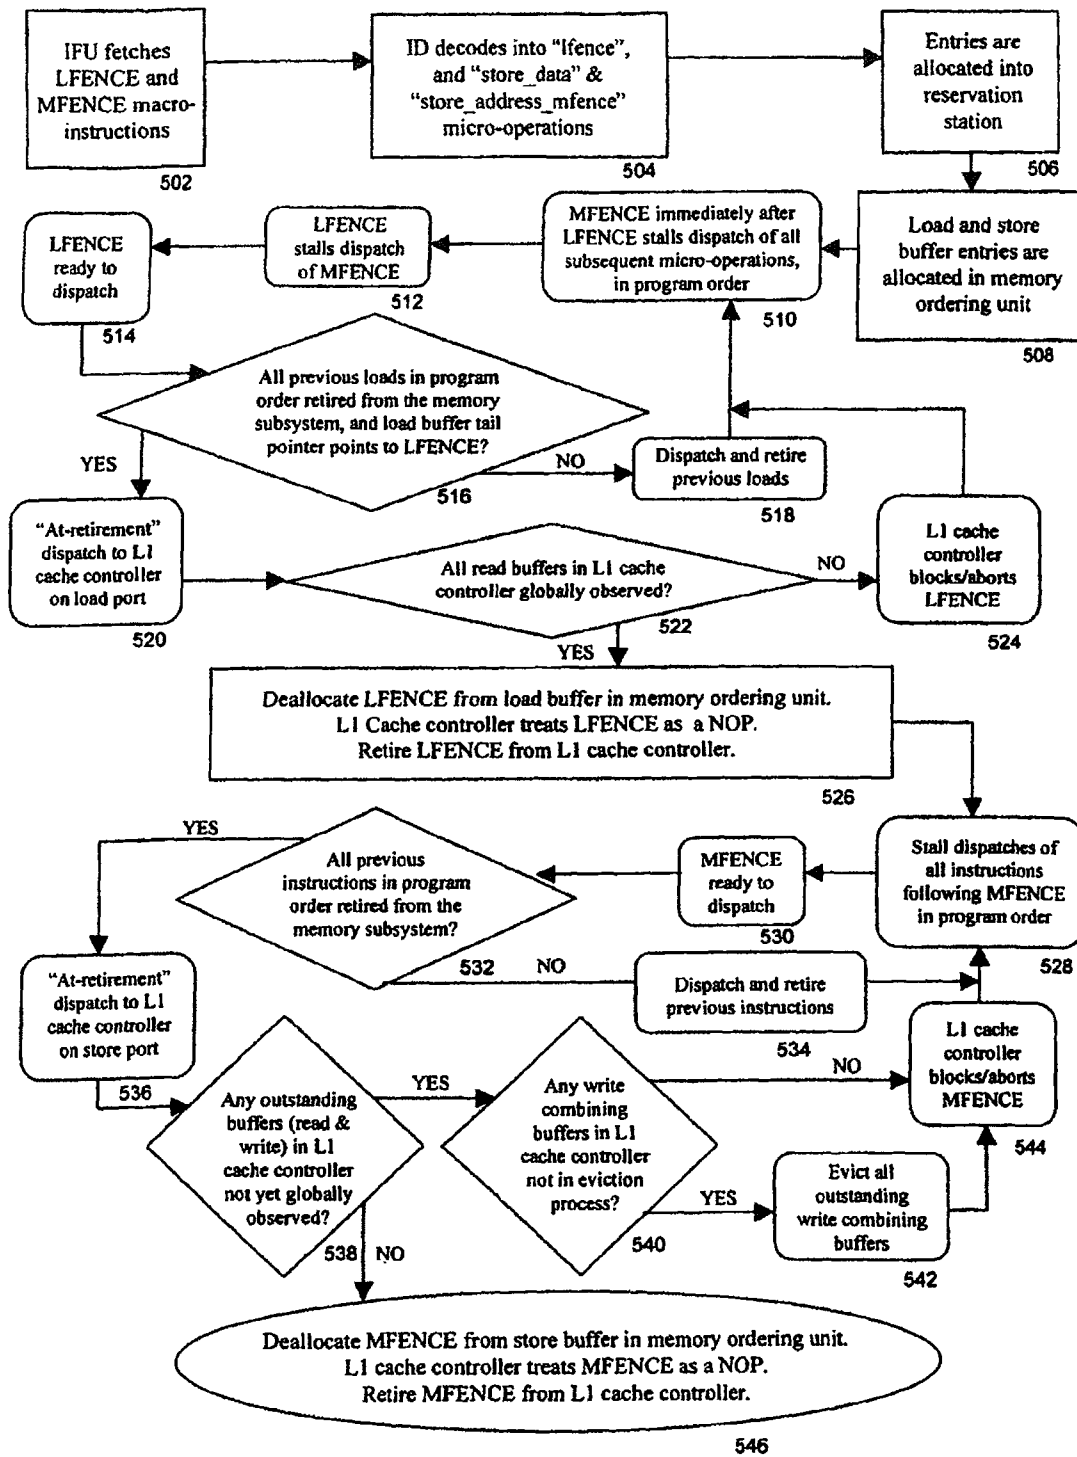 IFU fetches
LFENCE and
MFENCE macro-
instructions
502
ID decodes into "lfence",
and "store_data" &
"store_address_mfence"
micro-operations
504
Entries are
allocated into
reservation
station
506
Load and store
buffer entries are
allocated in memory
ordering unit
508
MFENCE immediately after
LFENCE stalls dispatch of all
subsequent micro-operations,
in program order
510
LFENCE
stalls dispatch
of MFENCE
512
LFENCE
ready to
dispatch
514
All previous loads in program
order retired from the memory
subsystem, and load buffer tail
pointer points to LFENCE?
516
YES
NO
Dispatch and retire
previous loads
518
"At-retirement"
dispatch to L1
cache controller
on load port
520
All read buffers in L1 cache
controller globally observed?
522
NO
L1 cache
controller
blocks/aborts
LFENCE
524
YES
Deallocate LFENCE from load buffer in memory ordering unit.
L1 Cache controller treats LFENCE as a NOP.
Retire LFENCE from L1 cache controller.
526
Stall dispatches of
all instructions
following MFENCE
in program order
528
MFENCE
ready to
dispatch
530
All previous
instructions in program
order retired from the
memory subsystem?
532
YES
NO
Dispatch and retire
previous instructions
534
"At-retirement"
dispatch to L1
cache controller
on store port
536
Any outstanding
buffers (read &
write) in L1
cache controller
not yet globally
observed?
538
YES
NO
Any write
combining
buffers in L1
cache controller
not in eviction
process?
540
NO
YES
Evict all
outstanding
write combining
buffers
542
L1 cache
controller
blocks/aborts
MFENCE
544
Deallocate MFENCE from store buffer in memory ordering unit.
L1 cache controller treats MFENCE as a NOP.
Retire MFENCE from L1 cache controller.
546